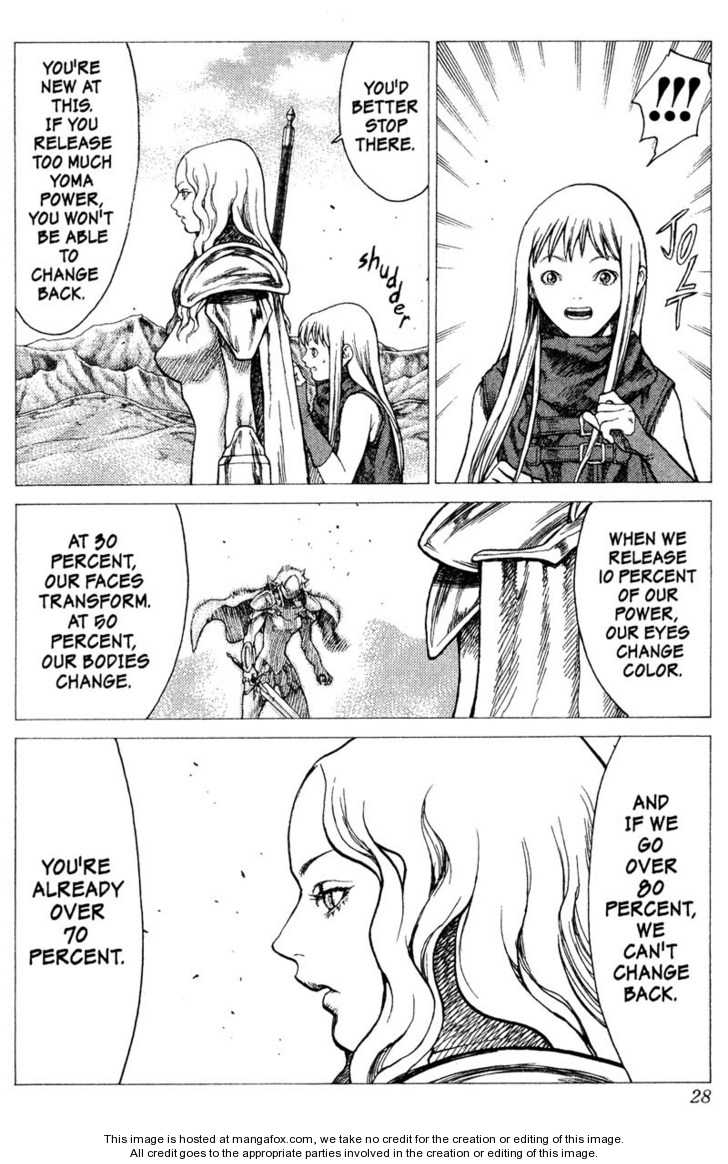 !!!
JOLT
YOU'D
BETTER
STOP
THERE.
shudder
YOU'RE
NEW AT
THIS.
IF YOU
RELEASE
TOO MUCH
YOMA
POWER,
YOU WON'T
BE ABLE
TO
CHANGE
BACK.
WHEN WE
RELEASE
10 PERCENT
OF OUR
POWER,
OUR EYES
CHANGE
COLOR.
AT 30
PERCENT,
OUR FACES
TRANSFORM.
AT 50
PERCENT,
OUR BODIES
CHANGE.
AND
IF WE
GO
OVER
80
PERCENT,
WE
CAN'T
CHANGE
BACK.
YOU'RE
ALREADY
OVER
70
PERCENT.
28
This image is hosted at mangafox.com, we take no credit for the creation or editing of this image.
All credit goes to the appropriate parties involved in the creation or editing of this image.